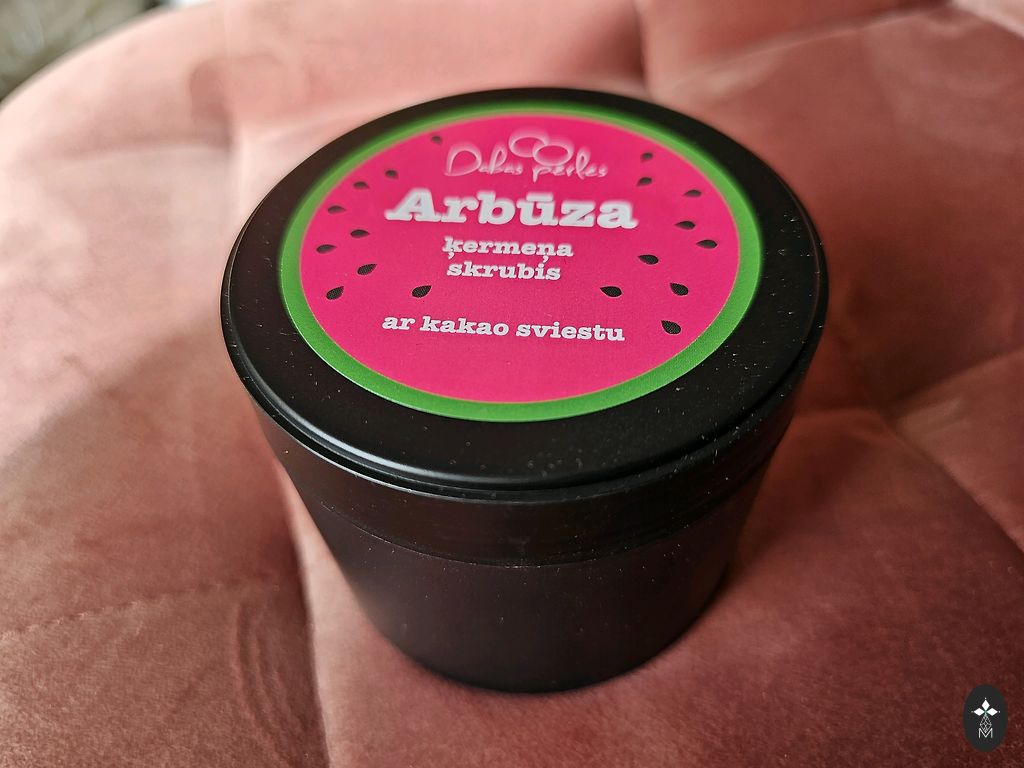 Dabas pērles
Arbūza
ķermeņa
skrubis
ar kakao sviestu
M